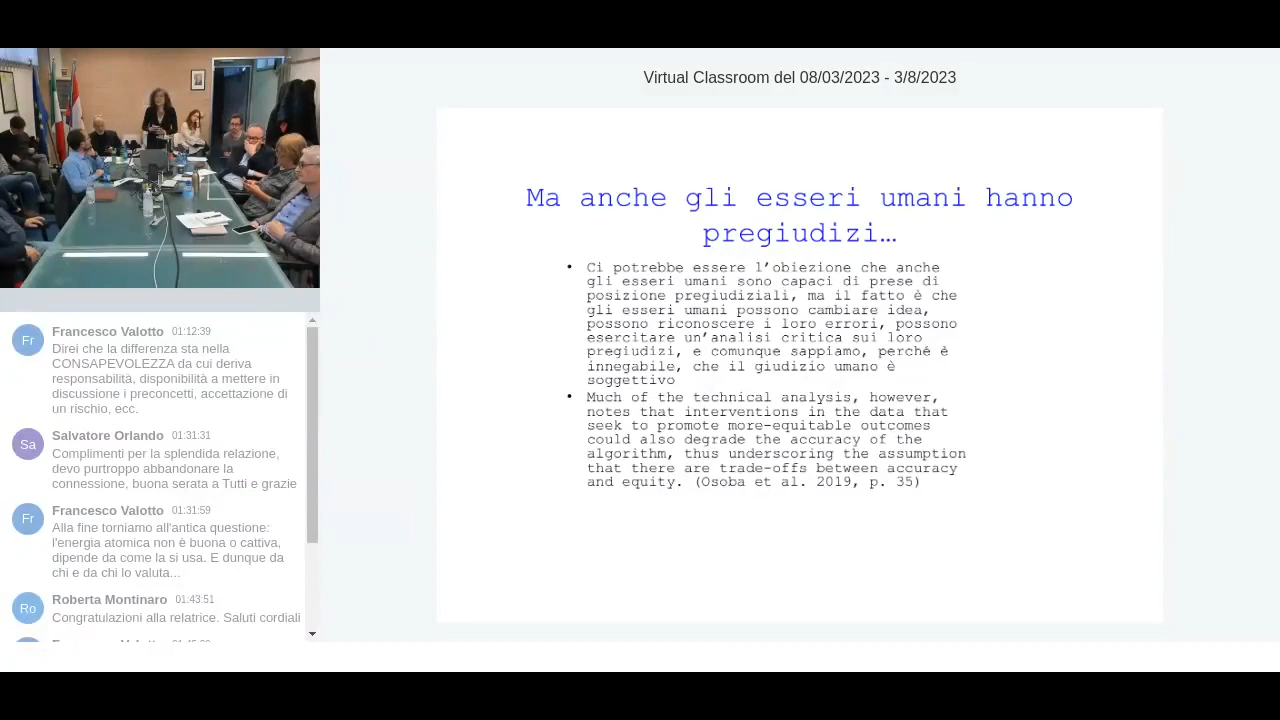 Virtual Classroom del 08/03/2023 - 3/8/2023
Ma anche gli esseri umani hanno
pregiudizi…
• Ci potrebbe essere l’obiezione che anche
gli esseri umani sono capaci di prese di
posizione pregiudiziali, ma il fatto è che
gli esseri umani possono cambiare idea,
possono riconoscere i loro errori, possono
esercitare un’analisi critica sui loro
pregiudizi, e comunque sappiamo, perché è
innegabile, che il giudizio umano è
soggettivo
• Much of the technical analysis, however,
notes that interventions in the data that
seek to promote more-equitable outcomes
could also degrade the accuracy of the
algorithm, thus underscoring the assumption
that there are trade-offs between accuracy
and equity. (Osoba et al. 2019, p. 35)
Fr
Francesco Valotto 01:12:39
Direi che la differenza sta nella
CONSAPEVOLEZZA da cui deriva
responsabilità, disponibilità a mettere in
discussione i preconcetti, accettazione di
un rischio, ecc.
Sa
Salvatore Orlando 01:31:31
Complimenti per la splendida relazione,
devo purtroppo abbandonare la
connessione, buona serata a Tutti e grazie
Fr
Francesco Valotto 01:31:59
Alla fine torniamo all'antica questione:
l'energia atomica non è buona o cattiva,
dipende da come la si usa. E dunque da
chi e da chi lo valuta...
Ro
Roberta Montinaro 01:43:51
Congratulazioni alla relatrice. Saluti cordiali